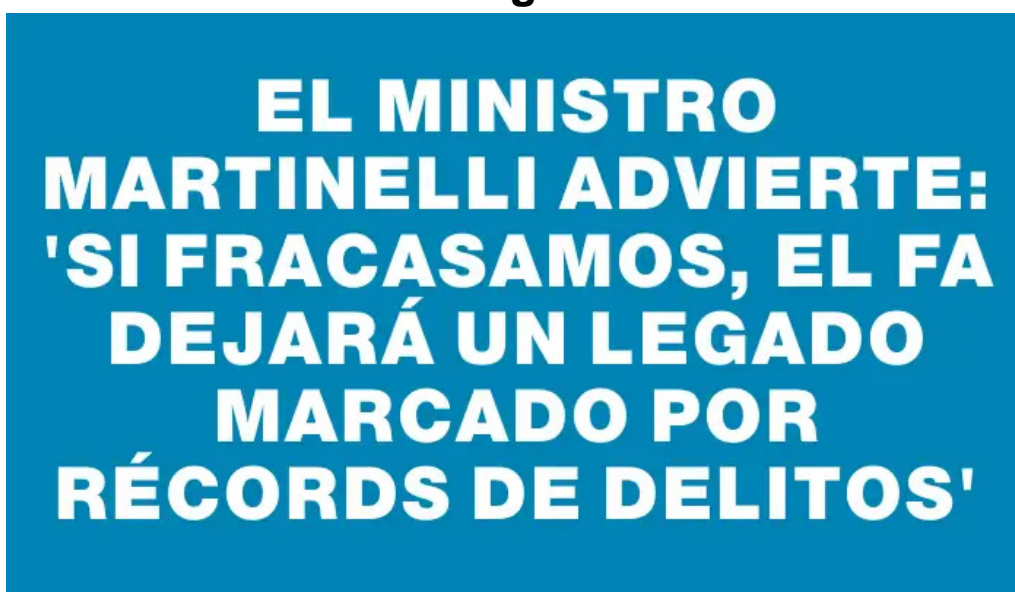 EL MINISTRO
MARTINELLI ADVIERTE:
'SI FRACASAMOS, EL FA
DEJARÁ UN LEGADO
MARCADO POR
RÉCORDS DE DELITOS'